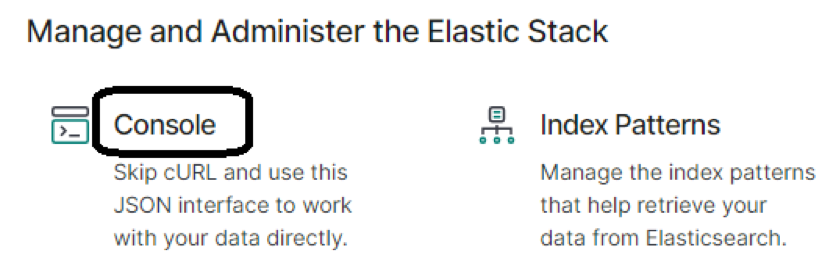 Manage and Administer the Elastic Stack
Console
Skip cURL and use this
JSON interface to work
with your data directly.
Index Patterns
Manage the index patterns
that help retrieve your
data from Elasticsearch.